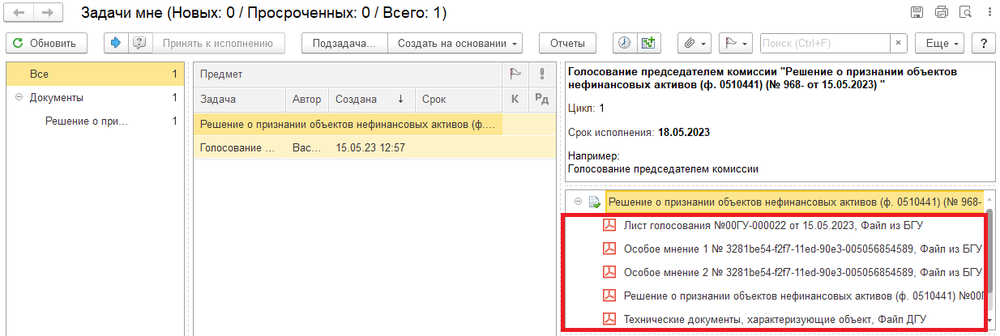 Задачи мне (Новых: 0 / Просроченных: 0 / Всего: 1)
Обновить
Принять к исполнению
Подзадача...
Создать на основании
Отчеты
Поиск (Ctrl+F)
×
Еще
?
Все 1
Документы 1
Решение о при... 1
Предмет
Задача Автор Создана ↓ Срок К Рд
Решение о признании объектов нефинансовых активов (ф....
Голосование ... Вас... 15.05.23 12:57
Голосование председателем комиссии "Решение о признании объектов
нефинансовых активов (ф. 0510441) (№ 968- от 15.05.2023) "
Цикл: 1
Срок исполнения: 18.05.2023
Например:
Голосование председателем комиссии
Решение о признании объектов нефинансовых активов (ф. 0510441) (№ 968-
Лист голосования №00ГУ-000022 от 15.05.2023, Файл из БГУ
Особое мнение 1 № 3281be54-f2f7-11ed-90e3-005056854589, Файл из БГУ
Особое мнение 2 № 3281be54-f2f7-11ed-90e3-005056854589, Файл из БГУ
Решение о признании объектов нефинансовых активов (ф. 0510441) №00Г
Технические документы, характеризующие объект, Файл ДГУ